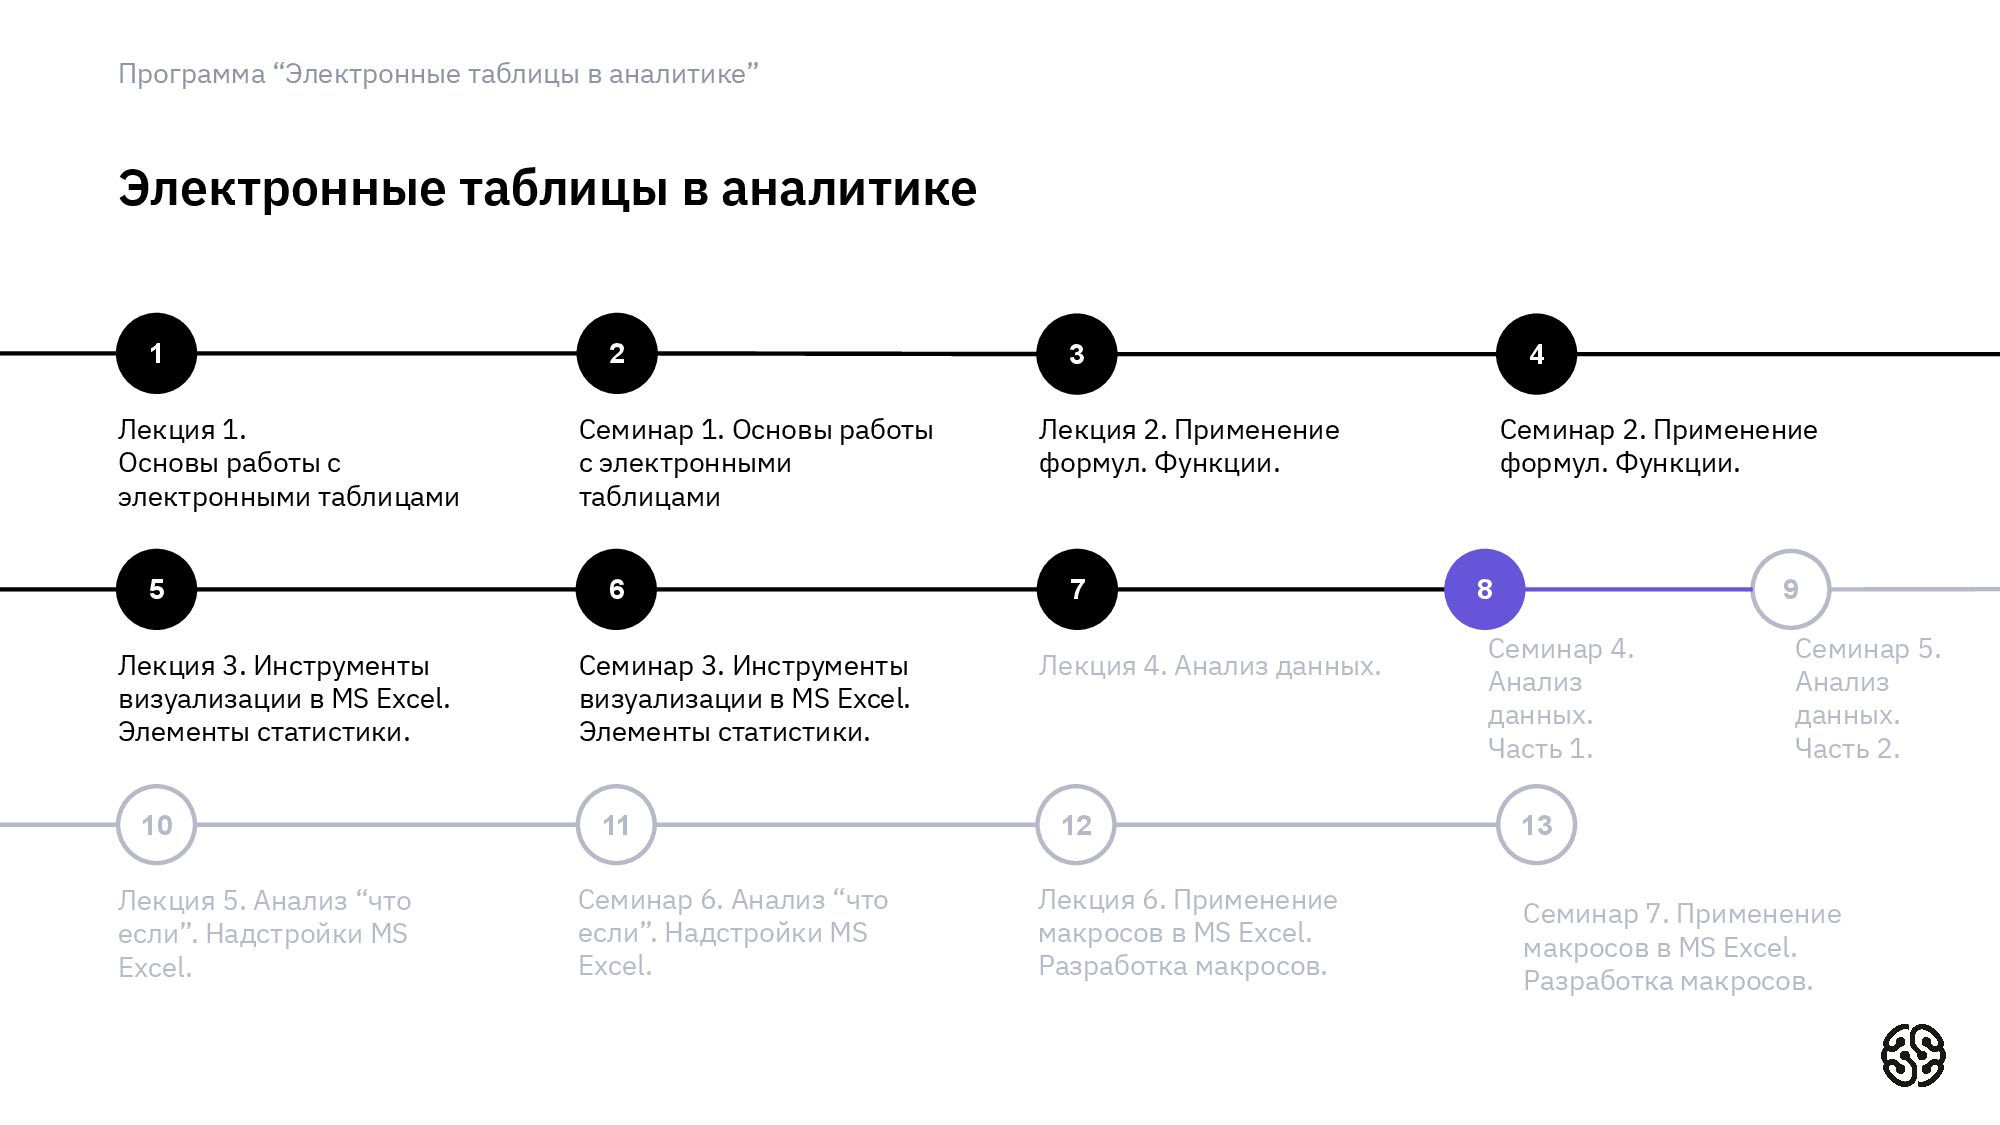 Программа “Электронные таблицы в аналитике”
Электронные таблицы в аналитике
1
2
3
4
Лекция 1.
Основы работы с
электронными таблицами
Семинар 1. Основы работы
с электронными
таблицами
Лекция 2. Применение
формул. Функции.
Семинар 2. Применение
формул. Функции.
5
6
7
8
9
Лекция 3. Инструменты
визуализации в MS Excel.
Элементы статистики.
Семинар 3. Инструменты
визуализации в MS Excel.
Элементы статистики.
Лекция 4. Анализ данных.
Семинар 4.
Анализ
данных.
Часть 1.
Семинар 5.
Анализ
данных.
Часть 2.
10
11
12
13
Лекция 5. Анализ “что
если”. Надстройки MS
Excel.
Семинар 6. Анализ “что
если”. Надстройки MS
Excel.
Лекция 6. Применение
макросов в MS Excel.
Разработка макросов.
Семинар 7. Применение
макросов в MS Excel.
Разработка макросов.